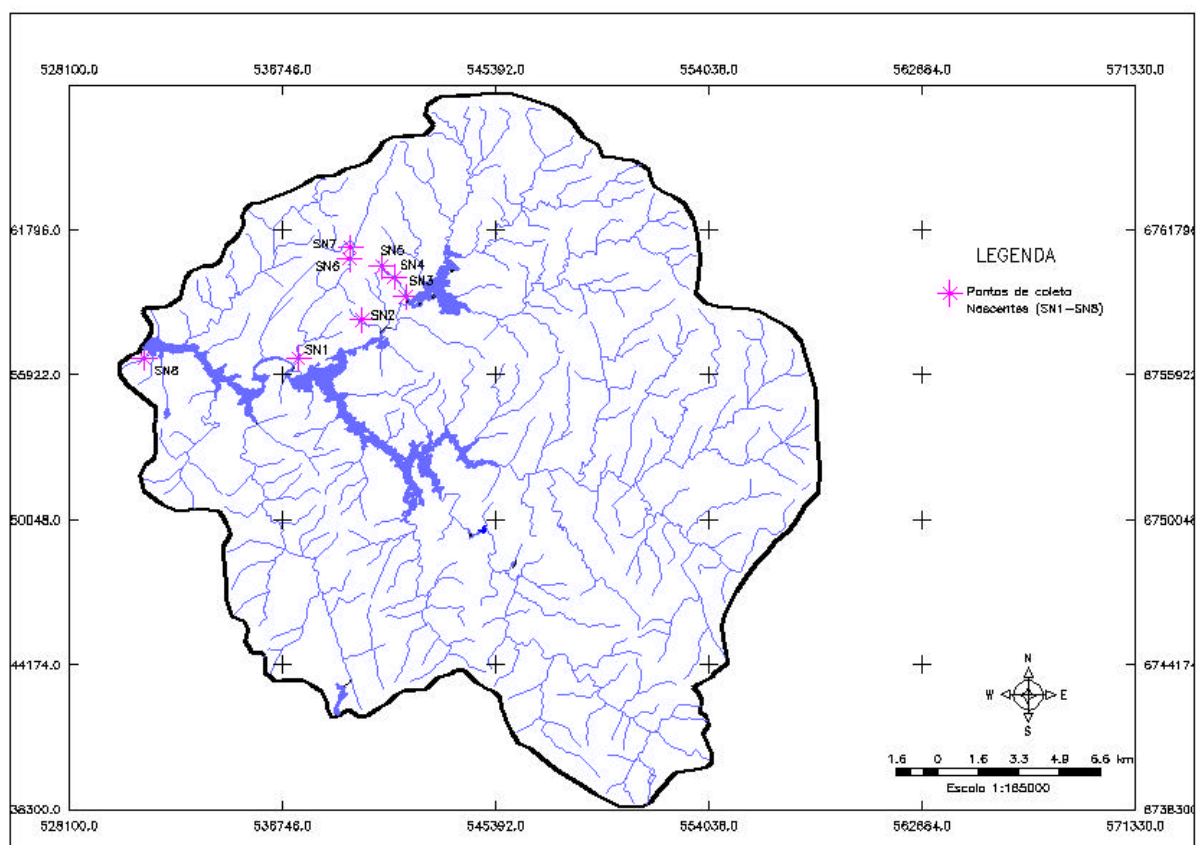 528100.0 536746.0 545392.0 554038.0 562684.0 571330.0
61796.0 6761796
SN7
SN5
SN6
SN4
SN3
LEGENDA
Pontos de coleta
Nascentes (SN1-SN8)
SN2
SN1
SN8
55922.0 6755922
50048.0 6750048
44174.0 6744174
N
W E
S
1.6 0 1.6 3.3 4.9 6.6 km
Escala 1:165000
38300.0 6738300
528100.0 536746.0 545392.0 554038.0 562684.0 571330.0